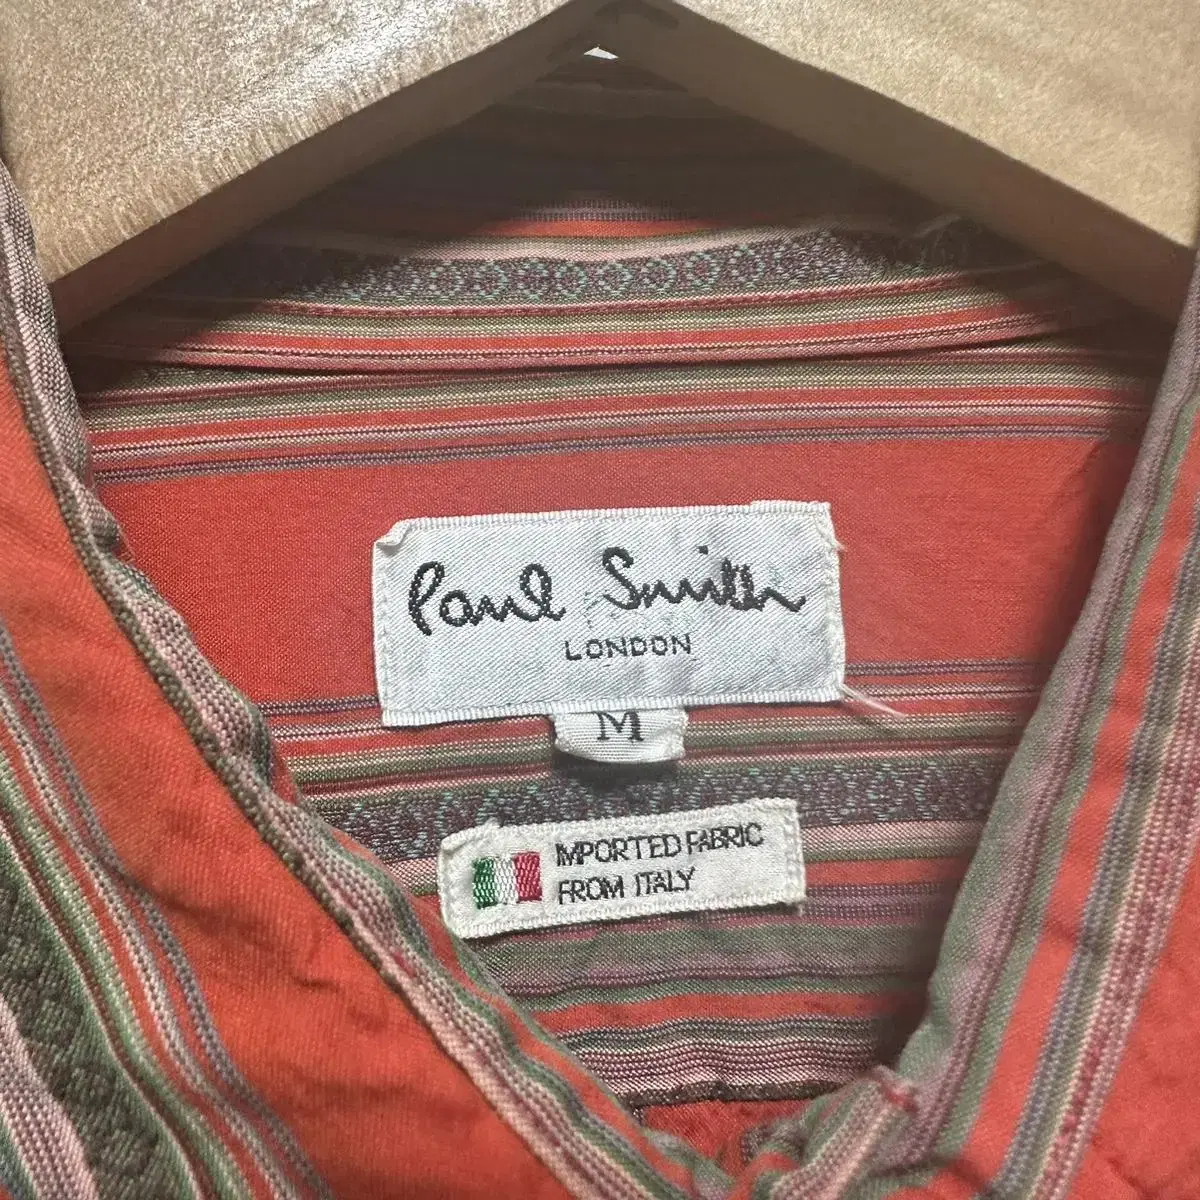 Paul Smith
LONDON
M
IMPORTED FABRIC
FROM ITALY